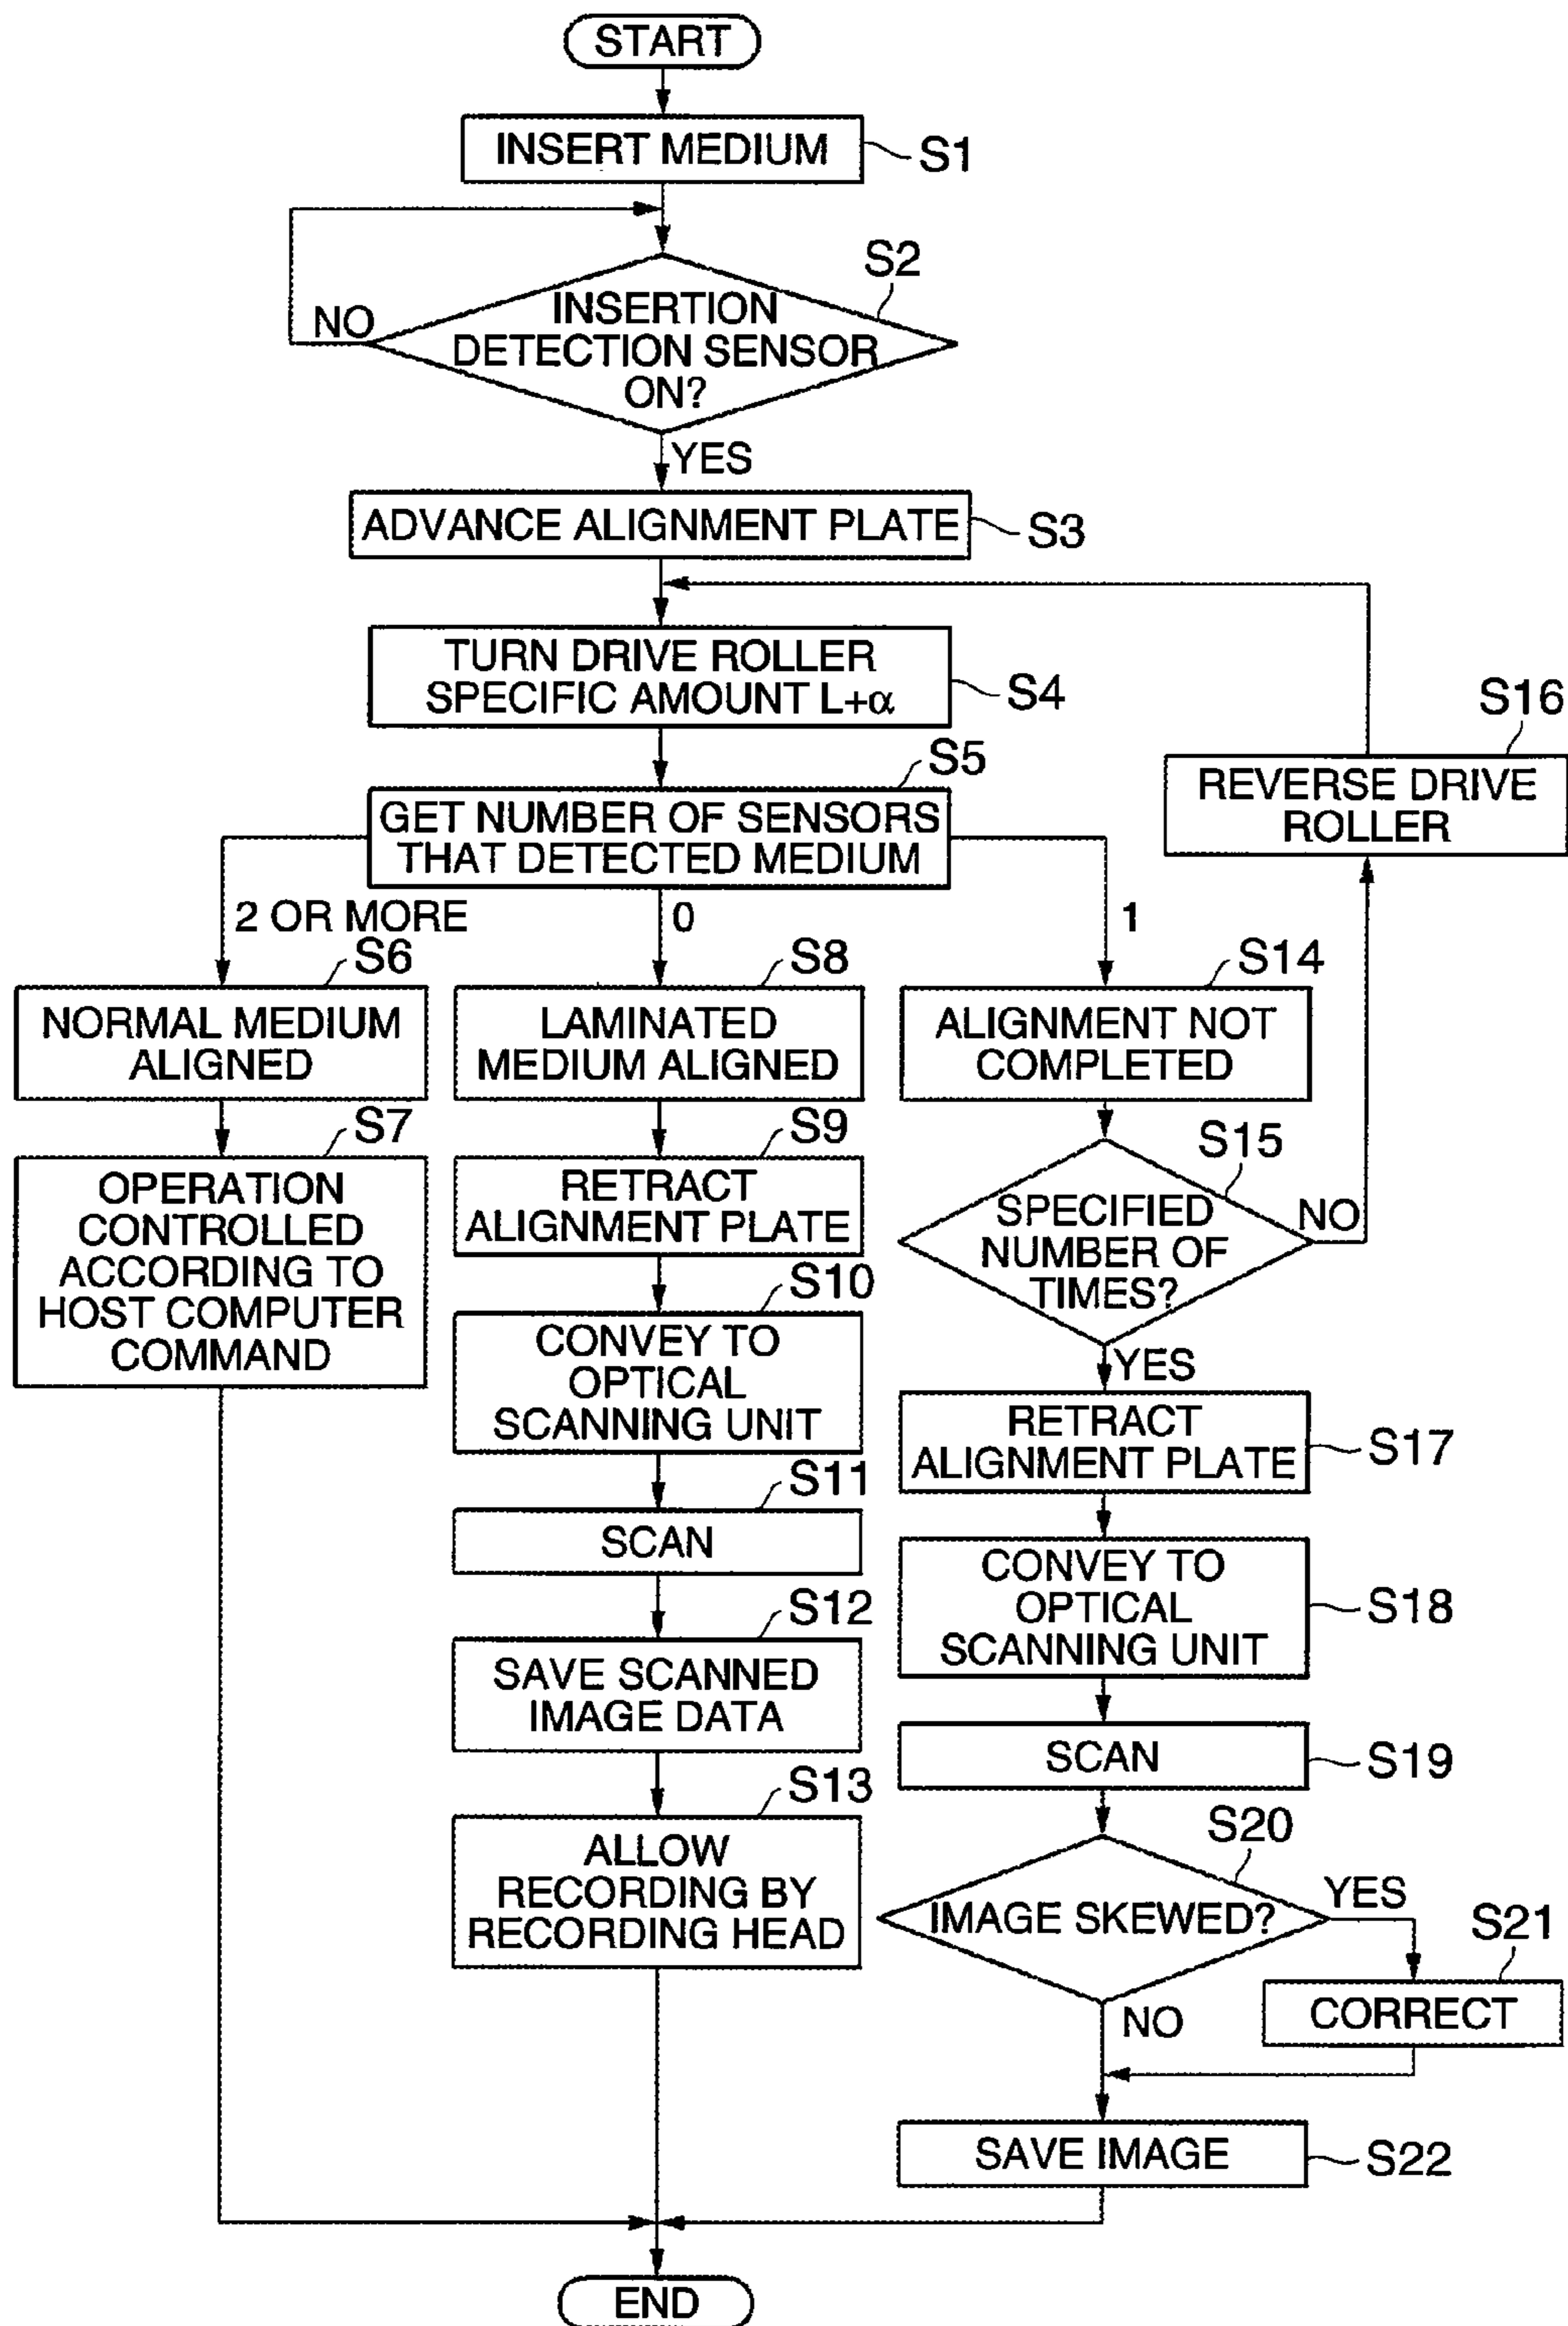 START
INSERT MEDIUM
S1
S2
INSERTION
DETECTION SENSOR
ON?
NO
YES
ADVANCE ALIGNMENT PLATE
S3
TURN DRIVE ROLLER
SPECIFIC AMOUNT L+α
S4
S5
GET NUMBER OF SENSORS
THAT DETECTED MEDIUM
S16
REVERSE DRIVE
ROLLER
2 OR MORE
0
1
S6
NORMAL MEDIUM
ALIGNED
S7
OPERATION
CONTROLLED
ACCORDING TO
HOST COMPUTER
COMMAND
S8
LAMINATED
MEDIUM ALIGNED
S9
RETRACT
ALIGNMENT PLATE
S10
CONVEY TO
OPTICAL
SCANNING UNIT
S11
SCAN
S12
SAVE SCANNED
IMAGE DATA
S13
ALLOW
RECORDING BY
RECORDING HEAD
S14
ALIGNMENT NOT
COMPLETED
S15
SPECIFIED
NUMBER OF
TIMES?
NO
YES
RETRACT
ALIGNMENT PLATE
S17
CONVEY TO
OPTICAL
SCANNING UNIT
S18
SCAN
S19
S20
IMAGE SKEWED?
YES
S21
CORRECT
NO
SAVE IMAGE
S22
END